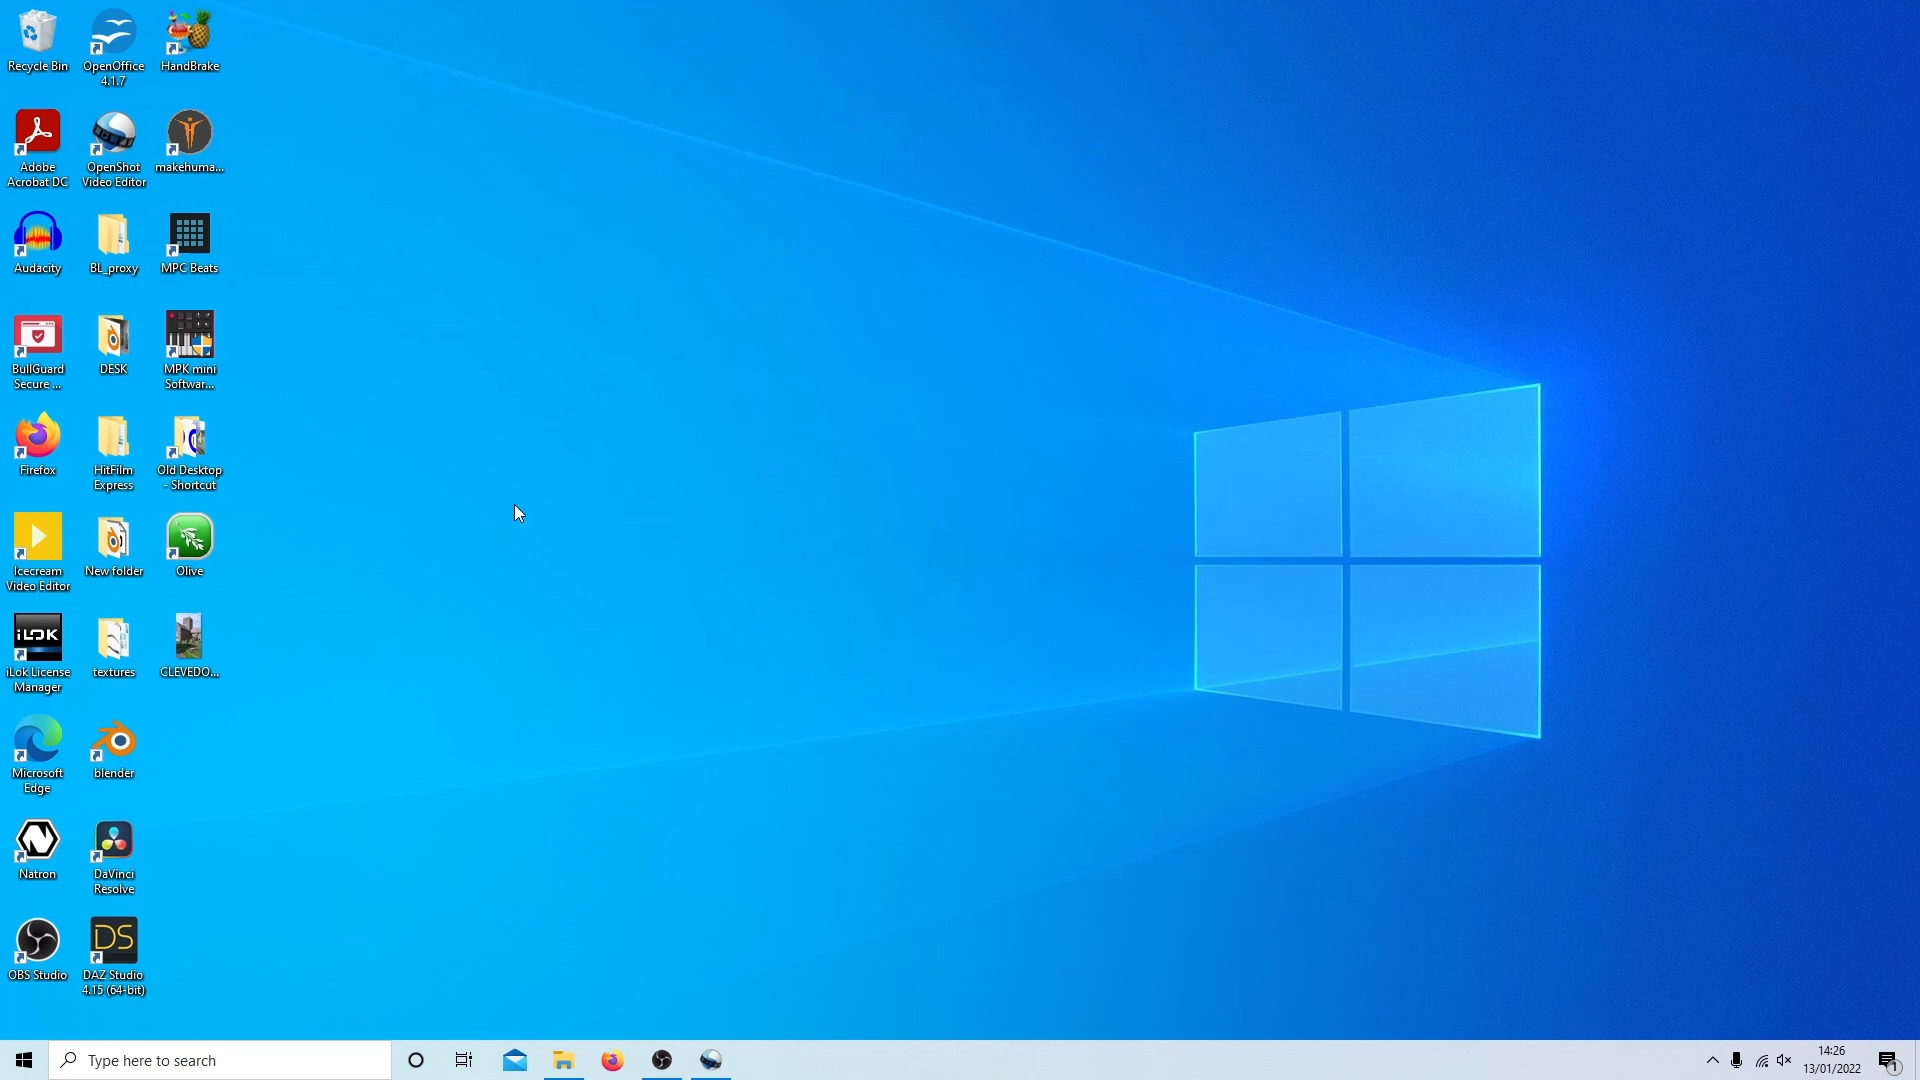 Recycle Bin
OpenOffice
4.1.7
HandBrake
Adobe
Acrobat DC
OpenShot
Video Editor
makehuma...
Audacity
BL_proxy
MPC Beats
BullGuard
Secure ...
DESK
MPK mini
Softwar...
Firefox
HitFilm
Express
Old Desktop
- Shortcut
Icecream
Video Editor
New folder
Olive
iLOK
iLok License
Manager
textures
CLEVEDO...
Microsoft
Edge
blender
Natron
DaVinci
Resolve
OBS Studio
DS
DAZ Studio
4.15 (64-bit)
Type here to search
14:26
13/01/2022
1